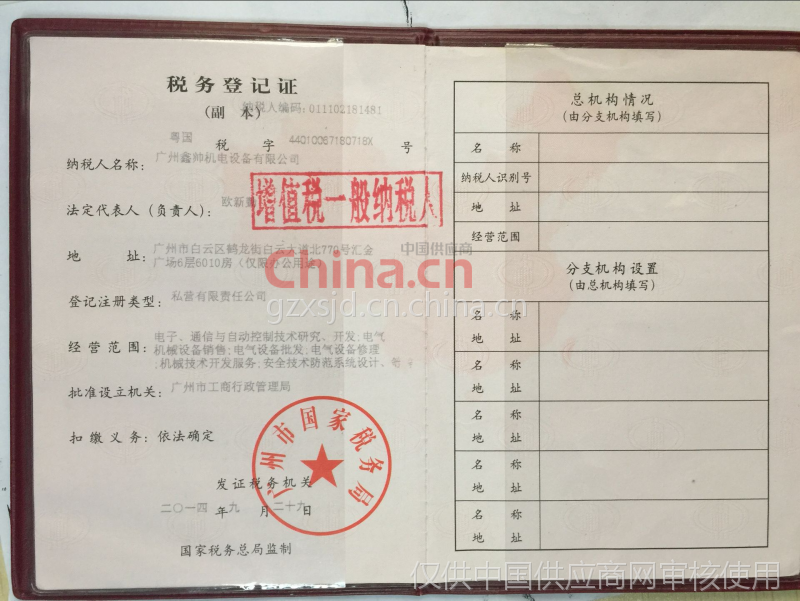 税务登记证
(副 本)
纳税人编码:011102181481
粤国 税 字 44010067180718X 号
纳税人名称: 广州鑫帅机电设备有限公司
法定代表人(负责人): 欧新
增值税一般纳税人
地 址: 广州市白云区鹤龙街白云大道北770号汇金
广场6层6010房(仅限办公用途)
中国供应商
China.cn
登记注册类型: 私营有限责任公司
gzxsjd.cn.china.cn
经营范围: 电子、通信与自动控制技术研究、开发;电气
机械设备销售;电气设备批发;电气设备修理
;机械技术开发服务;安全技术防范系统设计、
批准设立机关: 广州市工商行政管理局
扣缴义务: 依法确定
广州市国家税务局
发证税务机关
二〇一四 年 九 月 二十六 日
国家税务总局监制
总机构情况
(由分支机构填写)
名 称
纳税人识别号
地 址
经营范围
分支机构设置
(由总机构填写)
名 称
地 址
名 称
地 址
名 称
地 址
名 称
地 址
名 称
地 址
仅供中国供应商网审核使用